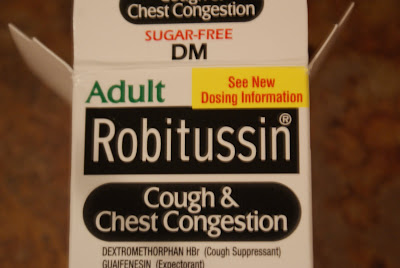 Cough &
Chest Congestion
SUGAR-FREE
DM
Adult
See New
Dosing Information
Robitussin®
Cough &
Chest Congestion
DEXTROMETHORPHAN HBr (Cough Suppressant)
GUAIFENESIN (Expectorant)